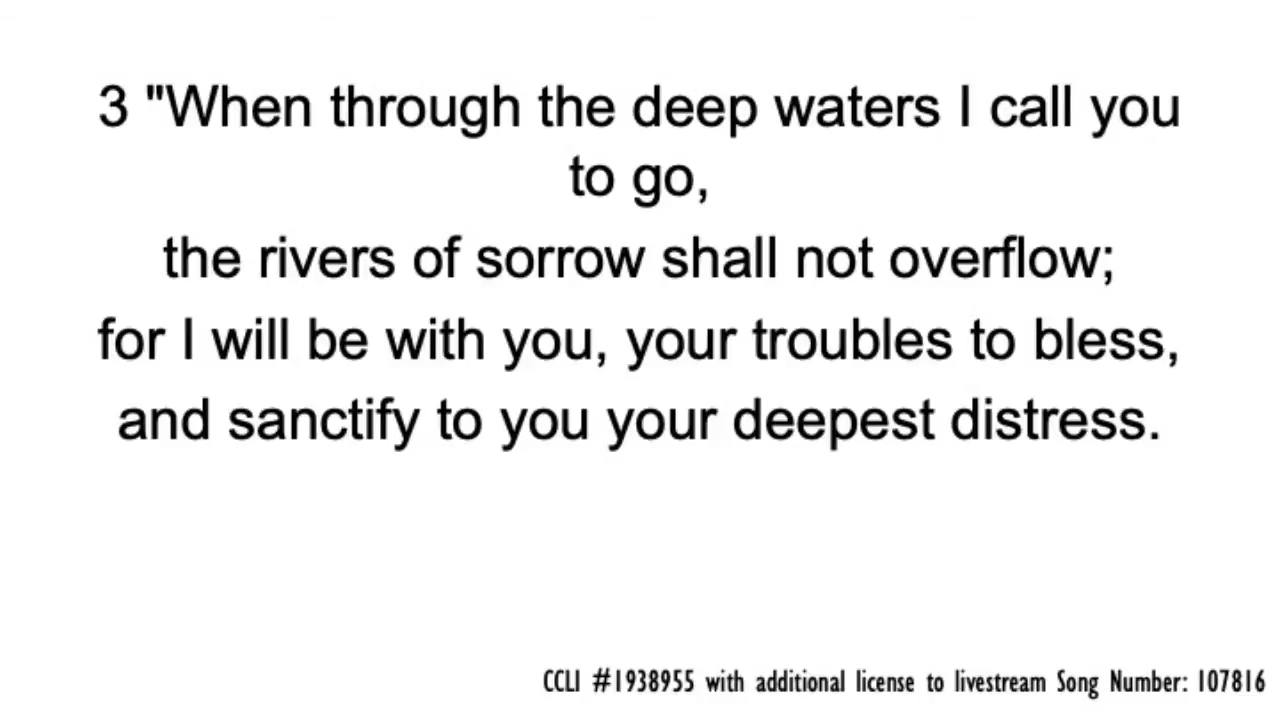 3 "When through the deep waters I call you
to go,
the rivers of sorrow shall not overflow;
for I will be with you, your troubles to bless,
and sanctify to you your deepest distress.
CCLI #1938955 with additional license to livestream Song Number: 107816